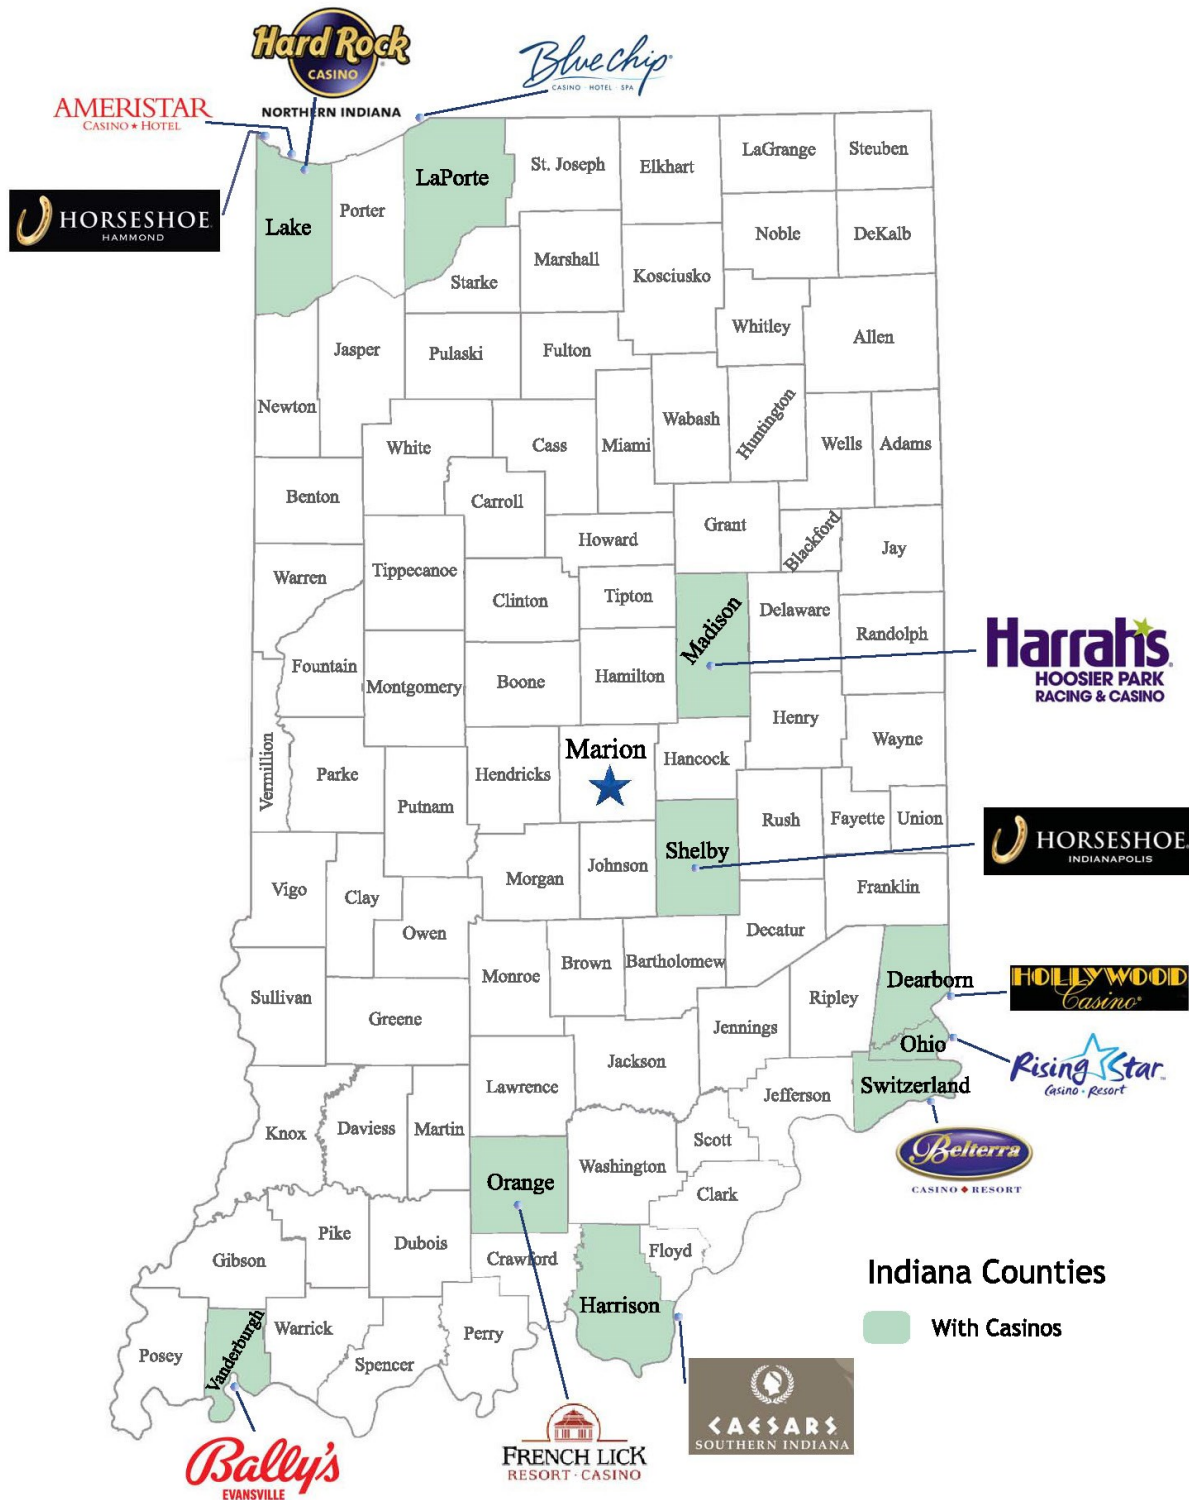 Hard Rock
CASINO
NORTHERN INDIANA
Blue Chip
CASINO · HOTEL · SPA
AMERISTAR
CASINO ★ HOTEL
HORSESHOE
HAMMOND
Lake
Porter
LaPorte
St. Joseph
Elkhart
LaGrange
Steuben
Noble
DeKalb
Marshall
Kosciusko
Starke
Jasper
Pulaski
Fulton
Whitley
Allen
Newton
White
Cass
Miami
Wabash
Huntington
Wells
Adams
Benton
Carroll
Grant
Blackford
Jay
Howard
Warren
Tippecanoe
Clinton
Tipton
Madison
Delaware
Randolph
Harrah's
HOOSIER PARK
RACING & CASINO
Fountain
Montgomery
Boone
Hamilton
Henry
Wayne
Vermillion
Parke
Putnam
Hendricks
Marion
Hancock
Rush
Fayette
Union
HORSESHOE
INDIANAPOLIS
Vigo
Clay
Owen
Morgan
Johnson
Shelby
Franklin
Decatur
Sullivan
Greene
Monroe
Brown
Bartholomew
Jennings
Ripley
Dearborn
HOLLYWOOD
Casino
Ohio
Rising Star
Casino · Resort
Switzerland
Belterra
CASINO ♦ RESORT
Knox
Daviess
Martin
Lawrence
Jackson
Jefferson
Scott
Washington
Clark
Orange
Gibson
Pike
Dubois
Crawford
Floyd
Harrison
Posey
Vanderburgh
Warrick
Spencer
Perry
Indiana Counties
With Casinos
CAESARS
SOUTHERN INDIANA
FRENCH LICK
RESORT · CASINO
Bally's
EVANSVILLE